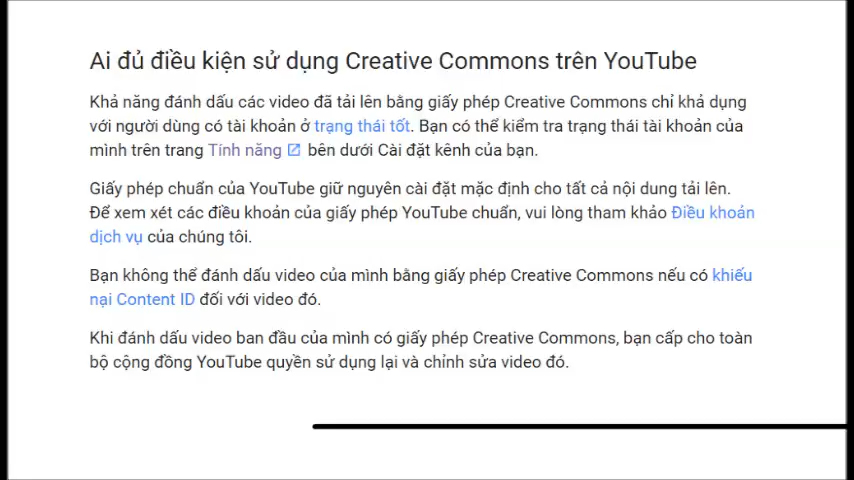 Ai đủ điều kiện sử dụng Creative Commons trên YouTube
Khả năng đánh dấu các video đã tải lên bằng giấy phép Creative Commons chỉ khả dụng
với người dùng có tài khoản ở trạng thái tốt. Bạn có thể kiểm tra trạng thái tài khoản của
mình trên trang Tính năng bên dưới Cài đặt kênh của bạn.
Giấy phép chuẩn của YouTube giữ nguyên cài đặt mặc định cho tất cả nội dung tải lên.
Để xem xét các điều khoản của giấy phép YouTube chuẩn, vui lòng tham khảo Điều khoản
dịch vụ của chúng tôi.
Bạn không thể đánh dấu video của mình bằng giấy phép Creative Commons nếu có khiếu
nại Content ID đối với video đó.
Khi đánh dấu video ban đầu của mình có giấy phép Creative Commons, bạn cấp cho toàn
bộ cộng đồng YouTube quyền sử dụng lại và chỉnh sửa video đó.